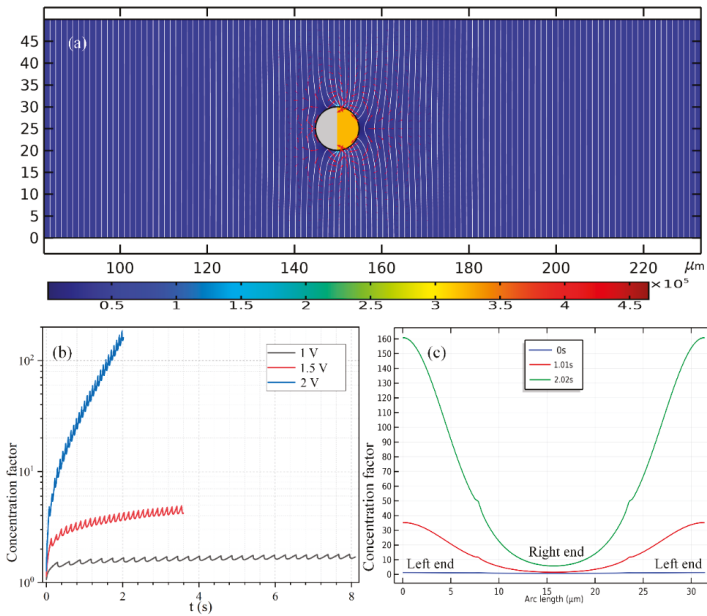 (a)
45
40
35
30
25
20
15
10
5
0
100 120 140 160 180 200 220 μm
×10⁵
0.5 1 1.5 2 2.5 3 3.5 4 4.5
(b)
1 V
1.5 V
2 V
10²
10¹
10⁰
Concentration factor
0 2 4 6 8
t (s)
(c)
0s
1.01s
2.02s
160
150
140
130
120
110
100
90
80
70
60
50
40
30
20
10
0
Concentration factor
Right end
Left end Left end
0 5 10 15 20 25 30
Arc length (μm)